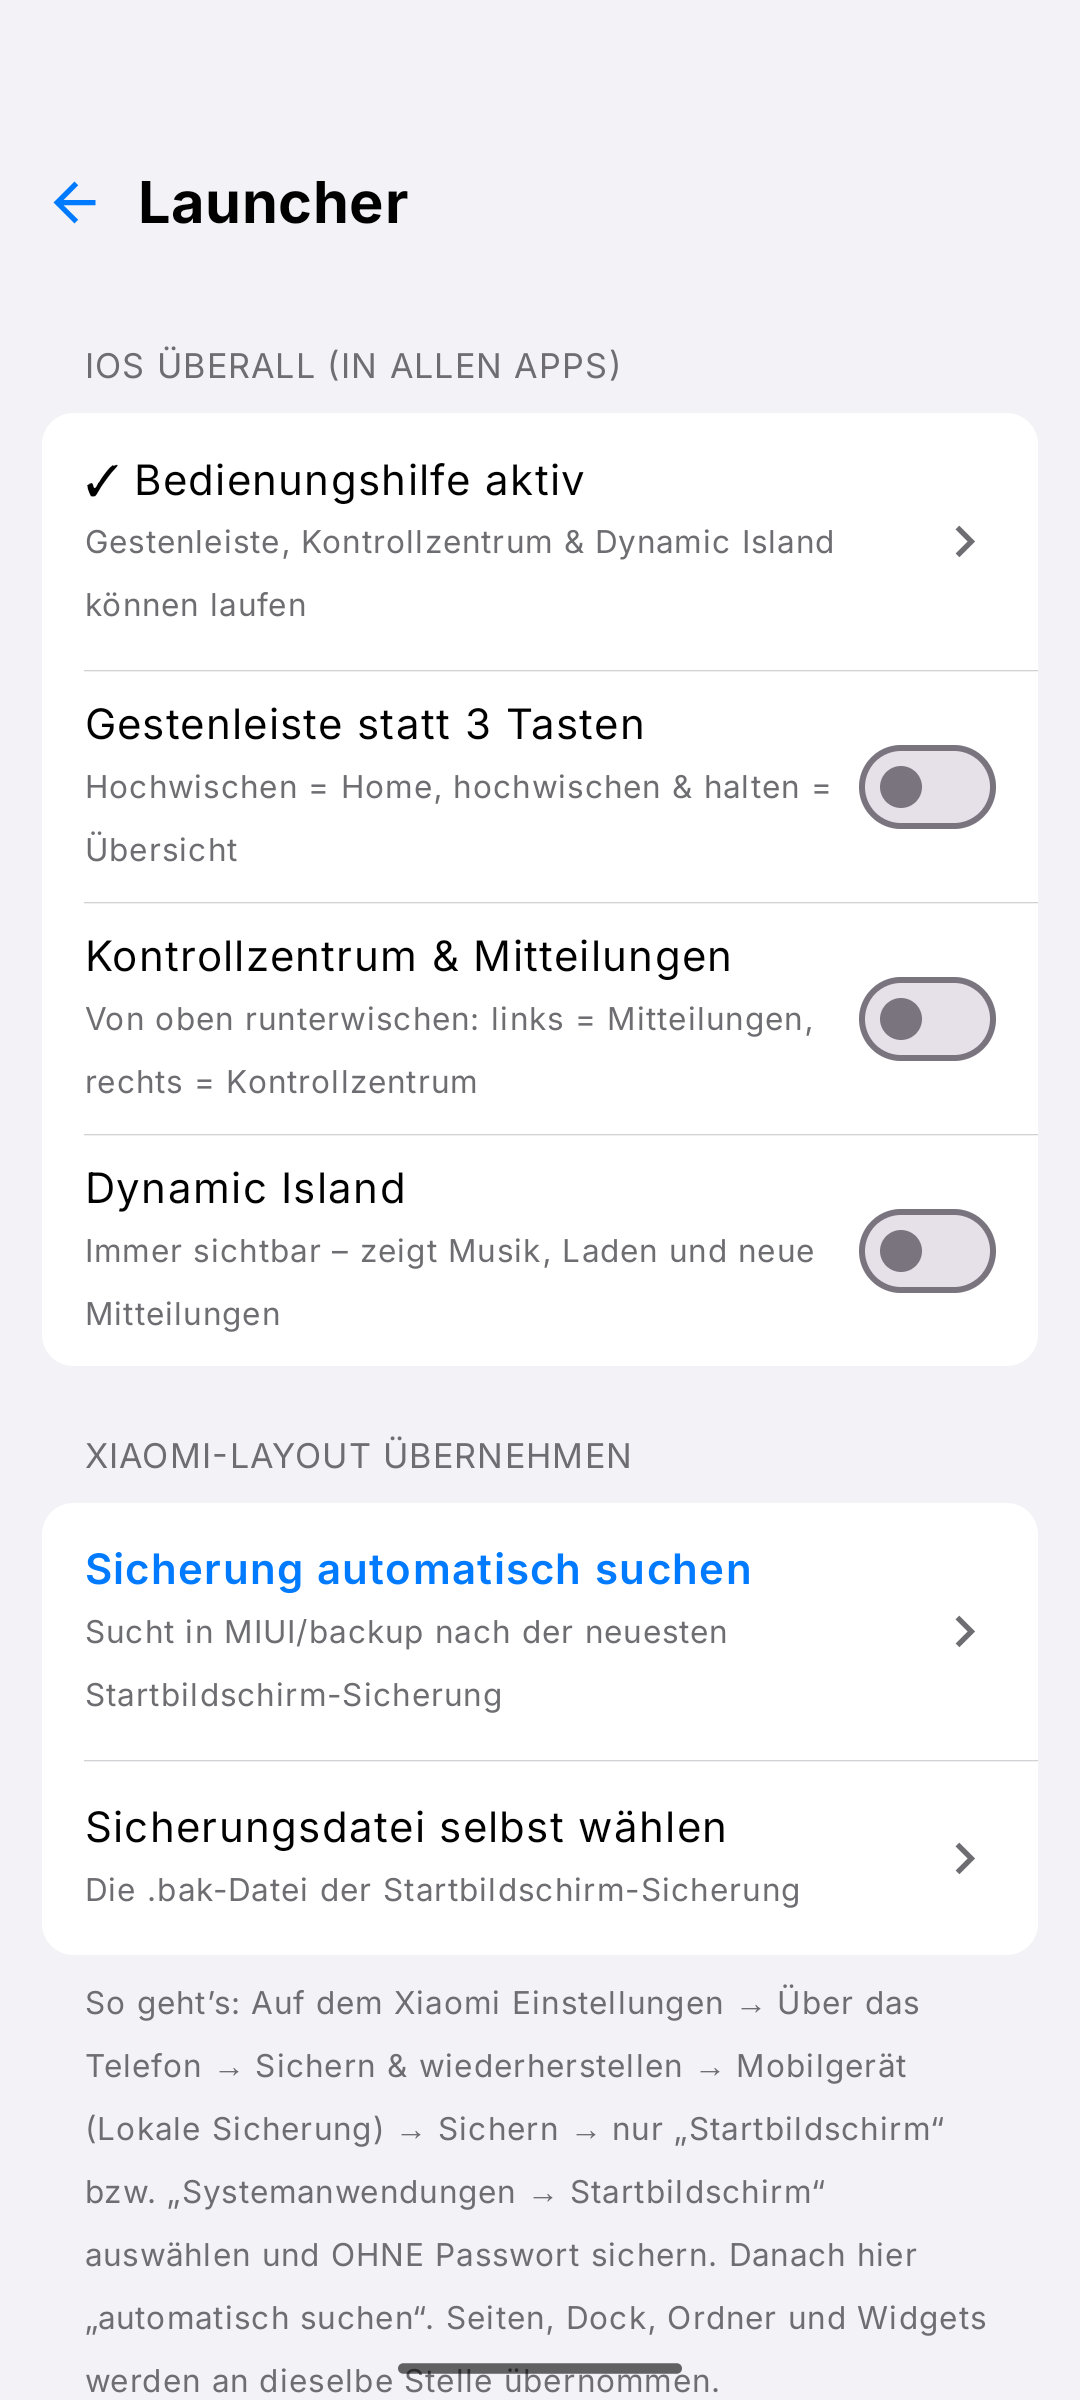 Launcher
IOS ÜBERALL (IN ALLEN APPS)
✓ Bedienungshilfe aktiv
Gestenleiste, Kontrollzentrum & Dynamic Island
können laufen
Gestenleiste statt 3 Tasten
Hochwischen = Home, hochwischen & halten =
Übersicht
Kontrollzentrum & Mitteilungen
Von oben runterwischen: links = Mitteilungen,
rechts = Kontrollzentrum
Dynamic Island
Immer sichtbar – zeigt Musik, Laden und neue
Mitteilungen
XIAOMI-LAYOUT ÜBERNEHMEN
Sicherung automatisch suchen
Sucht in MIUI/backup nach der neuesten
Startbildschirm-Sicherung
Sicherungsdatei selbst wählen
Die .bak-Datei der Startbildschirm-Sicherung
So geht’s: Auf dem Xiaomi Einstellungen → Über das
Telefon → Sichern & wiederherstellen → Mobilgerät
(Lokale Sicherung) → Sichern → nur „Startbildschirm“
bzw. „Systemanwendungen → Startbildschirm“
auswählen und OHNE Passwort sichern. Danach hier
„automatisch suchen“. Seiten, Dock, Ordner und Widgets
werden an dieselbe Stelle übernommen.